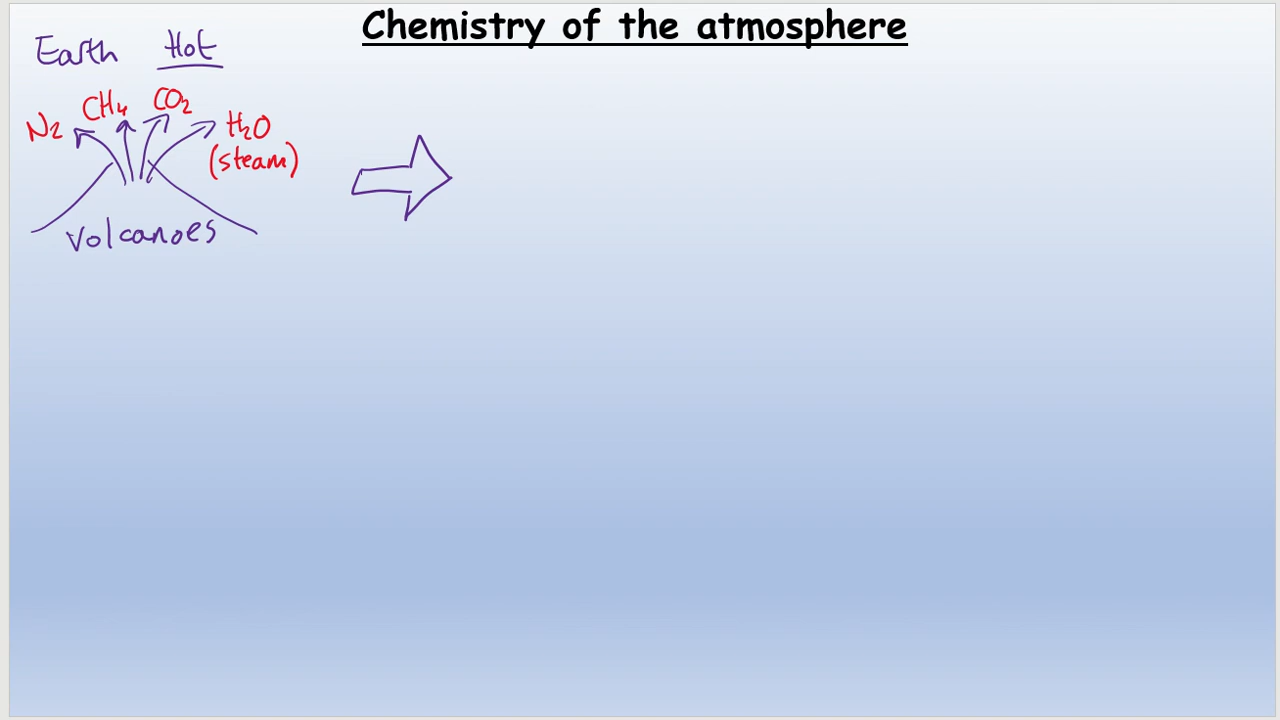 Chemistry of the atmosphere
Earth Hot
N2 CH4 CO2 H2O
(steam)
Volcanoes